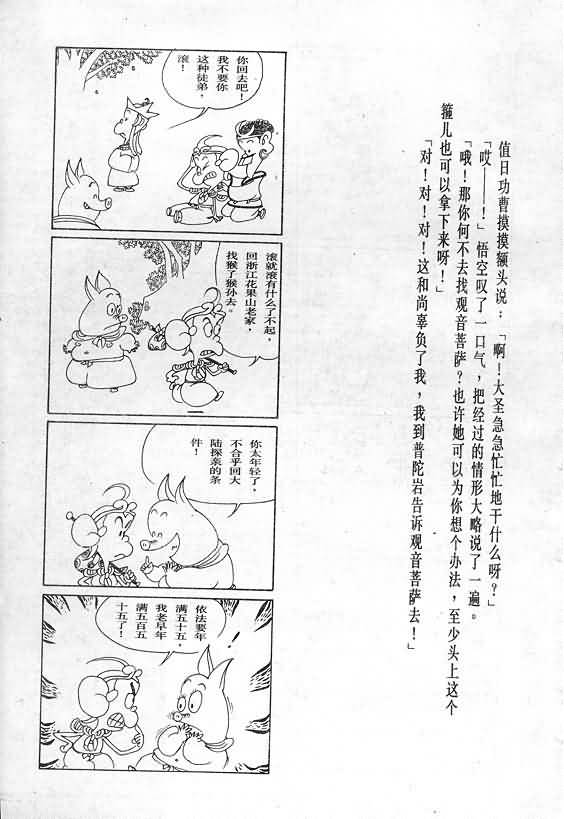 值日功曹摸摸额头说：「啊！大圣急急忙忙地干什么呀？」
「哎——！」悟空叹了一口气，把经过的情形大略说了一遍。
「哦！那你何不去找观音菩萨？也许她可以为你想个办法，至少头上这个
箍儿也可以拿下来呀！」
「对！对！对！这和尚辜负了我，我到普陀岩告诉观音菩萨去！」
你回去吧！
我不要你
这种徒弟，
滚！
滚就滚有什么了不起，
回浙江花果山老家，
找猴子猴孙去。
你太年轻了，
不合乎回大
陆探亲的条
件！
依法要年
满五十五，
我老早年
满五百五
十五了！